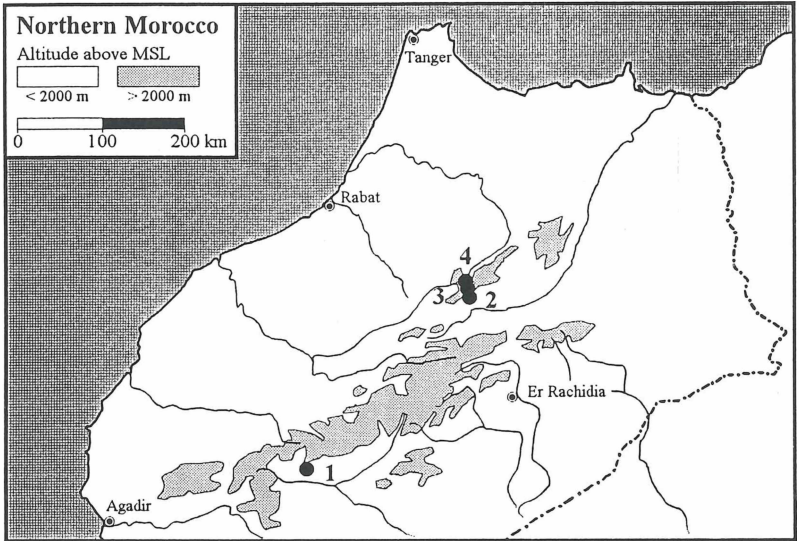 Northern Morocco
Altitude above MSL
< 2000 m > 2000 m
0 100 200 km
Tanger
Rabat
4
3 2
Er Rachidia
1
Agadir